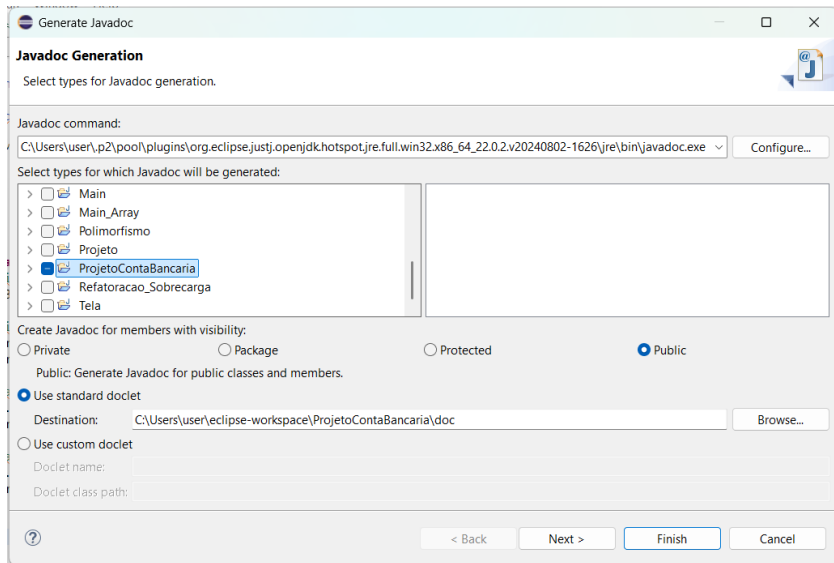 Generate Javadoc
Javadoc Generation
Select types for Javadoc generation.
@
J
Javadoc command:
C:\Users\user\.p2\pool\plugins\org.eclipse.justj.openjdk.hotspot.jre.full.win32.x86_64_22.0.2.v20240802-1626\jre\bin\javadoc.exe
Configure...
Select types for which Javadoc will be generated:
Main
Main_Array
Polimorfismo
Projeto
ProjetoContaBancaria
Refatoracao_Sobrecarga
Tela
Create Javadoc for members with visibility:
Private Package Protected Public
Public: Generate Javadoc for public classes and members.
Use standard doclet
Destination: C:\Users\user\eclipse-workspace\ProjetoContaBancaria\doc Browse...
Use custom doclet
Doclet name:
Doclet class path:
? < Back Next > Finish Cancel